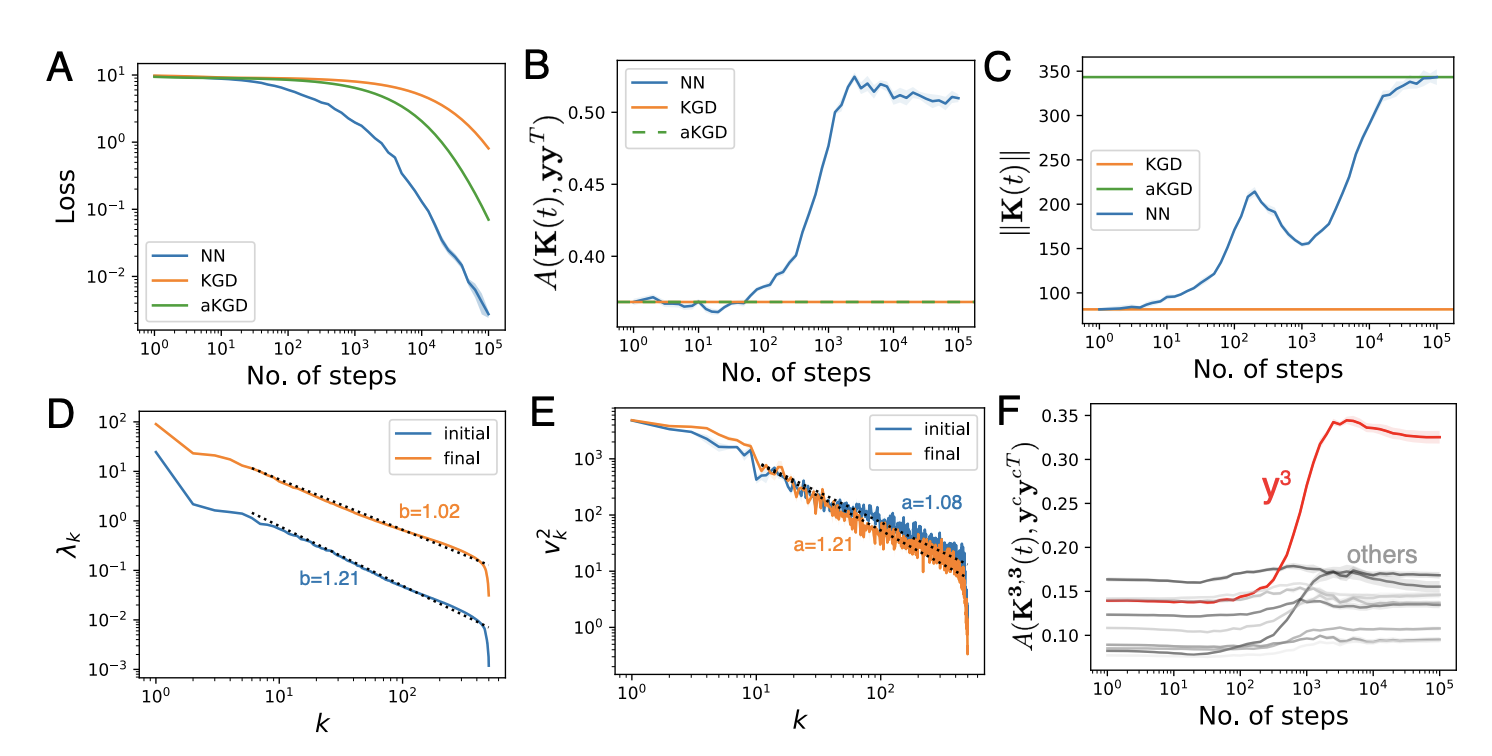 A
10^1
10^0
10^-1
10^-2
Loss
NN
KGD
aKGD
10^0 10^1 10^2 10^3 10^4 10^5
No. of steps
B
0.50
0.45
0.40
A(K(t), yy^T)
NN
KGD
aKGD
10^0 10^1 10^2 10^3 10^4 10^5
No. of steps
C
350
300
250
200
150
100
||K(t)||
KGD
aKGD
NN
10^0 10^1 10^2 10^3 10^4 10^5
No. of steps
D
10^2
10^1
10^0
10^-1
10^-2
10^-3
λ_k
initial
final
b=1.02
b=1.21
10^0 10^1 10^2
k
E
10^3
10^2
10^1
10^0
v_k^2
initial
final
a=1.08
a=1.21
10^0 10^1 10^2
k
F
0.35
0.30
0.25
0.20
0.15
0.10
A(K^3,3(t), y^c y^cT)
y^3
others
10^0 10^1 10^2 10^3 10^4 10^5
No. of steps